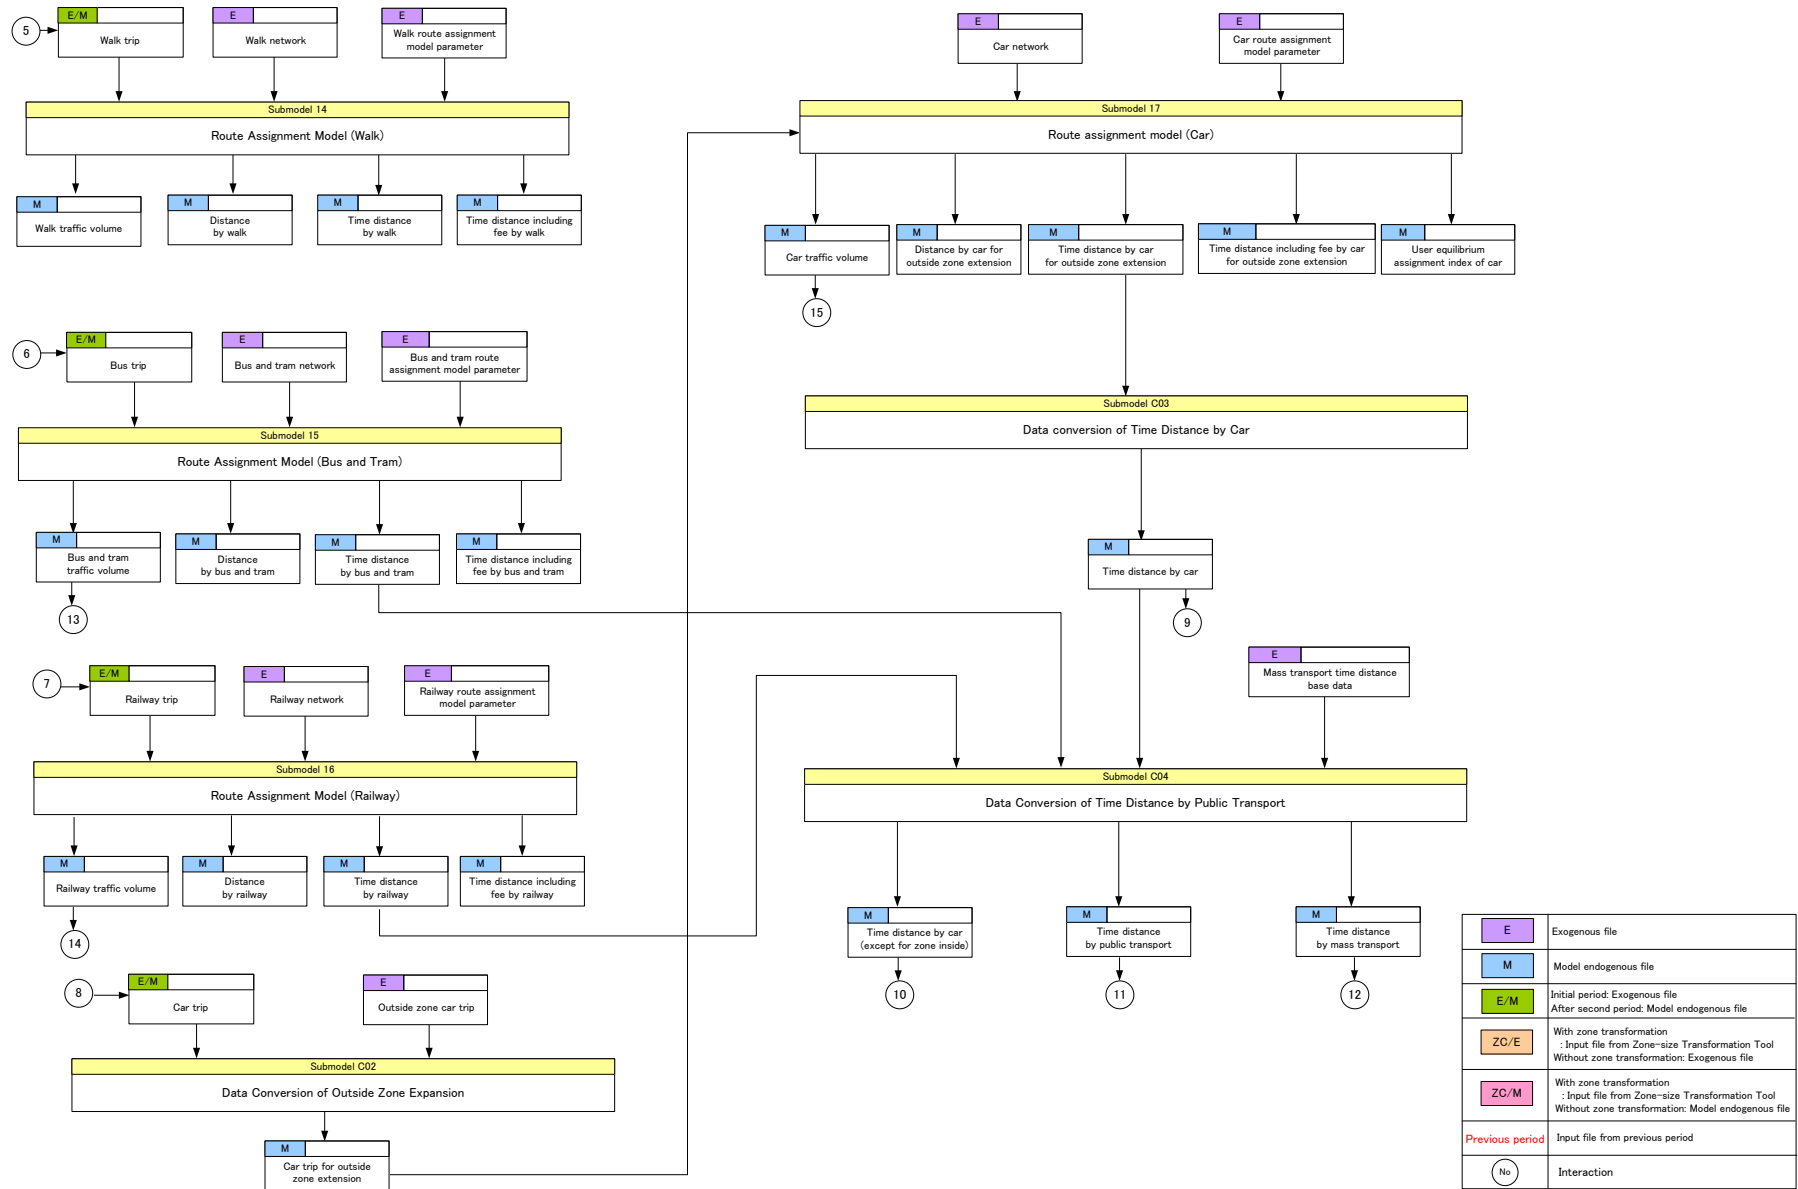 5
E/M
Walk trip
E
Walk network
E
Walk route assignment
model parameter
Submodel 14
Route Assignment Model (Walk)
M
Walk traffic volume
M
Distance
by walk
M
Time distance
by walk
M
Time distance including
fee by walk
6
E/M
Bus trip
E
Bus and tram network
E
Bus and tram route
assignment model parameter
Submodel 15
Route Assignment Model (Bus and Tram)
M
Bus and tram
traffic volume
M
Distance
by bus and tram
M
Time distance
by bus and tram
M
Time distance including
fee by bus and tram
13
7
E/M
Railway trip
E
Railway network
E
Railway route assignment
model parameter
Submodel 16
Route Assignment Model (Railway)
M
Railway traffic volume
M
Distance
by railway
M
Time distance
by railway
M
Time distance including
fee by railway
14
8
E/M
Car trip
E
Outside zone car trip
Submodel C02
Data Conversion of Outside Zone Expansion
M
Car trip for outside
zone extension
E
Car network
E
Car route assignment
model parameter
Submodel 17
Route assignment model (Car)
M
Car traffic volume
M
Distance by car for
outside zone extension
M
Time distance by car
for outside zone extension
M
Time distance including fee by car
for outside zone extension
M
User equilibrium
assignment index of car
15
Submodel C03
Data conversion of Time Distance by Car
M
Time distance by car
9
E
Mass transport time distance
base data
Submodel C04
Data Conversion of Time Distance by Public Transport
M
Time distance by car
(except for zone inside)
M
Time distance
by public transport
M
Time distance
by mass transport
10
11
12
E
Exogenous file
M
Model endogenous file
E/M
Initial period: Exogenous file
After second period: Model endogenous file
ZC/E
With zone transformation
: Input file from Zone-size Transformation Tool
Without zone transformation: Exogenous file
ZC/M
With zone transformation
: Input file from Zone-size Transformation Tool
Without zone transformation: Model endogenous file
Previous period
Input file from previous period
No
Interaction